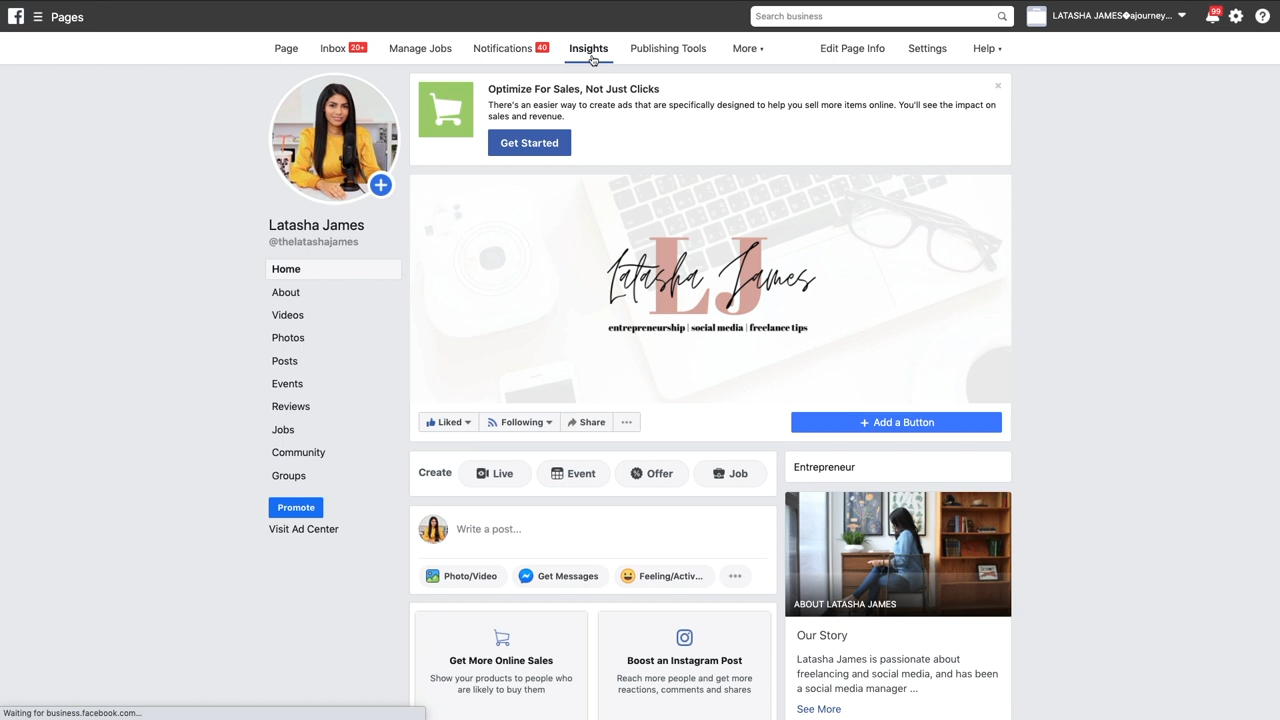 Pages
Search business
LATASHA JAMES�ajourney...
99
Page
Inbox 20+
Manage Jobs
Notifications 40
Insights
Publishing Tools
More
Edit Page Info
Settings
Help
Optimize For Sales, Not Just Clicks
There's an easier way to create ads that are specifically designed to help you sell more items online. You'll see the impact on
sales and revenue.
Get Started
Latasha James
@thelatashajames
Home
About
Videos
Photos
Posts
Events
Reviews
Jobs
Community
Groups
Promote
Visit Ad Center
LJ
Latasha James
entrepreneurship | social media | freelance tips
Liked
Following
Share
+ Add a Button
Create
Live
Event
Offer
Job
Write a post...
Photo/Video
Get Messages
Feeling/Activ...
Get More Online Sales
Show your products to people who
are likely to buy them
Boost an Instagram Post
Reach more people and get more
reactions, comments and shares
Entrepreneur
ABOUT LATASHA JAMES
Our Story
Latasha James is passionate about
freelancing and social media, and has been
a social media manager ...
See More
Waiting for business.facebook.com...